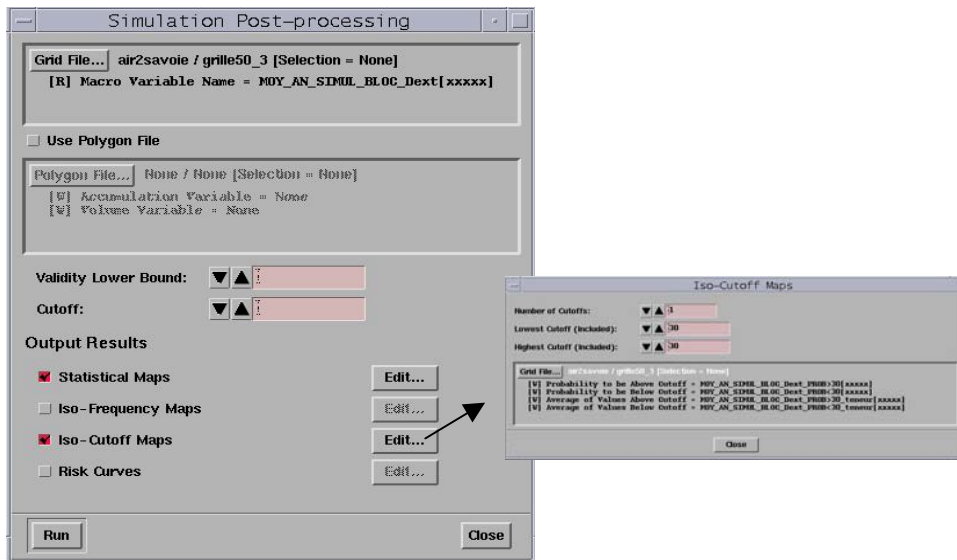 Simulation Post-processing
Grid File... air2savoie / grille50_3 [Selection = None]
[R] Macro Variable Name = MOY_AN_SIMUL_BLOC_Dext[xxxxx]
Use Polygon File
Polygon File... None / None [Selection = None]
[W] Accumulation Variable = None
[W] Volume Variable = None
Validity Lower Bound:
Cutoff:
Output Results
Statistical Maps Edit...
Iso-Frequency Maps Edit...
Iso-Cutoff Maps Edit...
Risk Curves Edit...
Run Close
Iso-Cutoff Maps
Number of Cutoffs: 1
Lowest Cutoff (Included): 30
Highest Cutoff (Included): 30
Grid File... air2savoie / grille50_3 [Selection = None]
[W] Probability to be Above Cutoff = MOY_AN_SIMUL_BLOC_Dext_PROB>30[xxxxx]
[W] Probability to be Below Cutoff = MOY_AN_SIMUL_BLOC_Dext_PROB<30[xxxxx]
[W] Average of Values Above Cutoff = MOY_AN_SIMUL_BLOC_Dext_PROB>30_teneur[xxxxx]
[W] Average of Values Below Cutoff = MOY_AN_SIMUL_BLOC_Dext_PROB<30_teneur[xxxxx]
Close